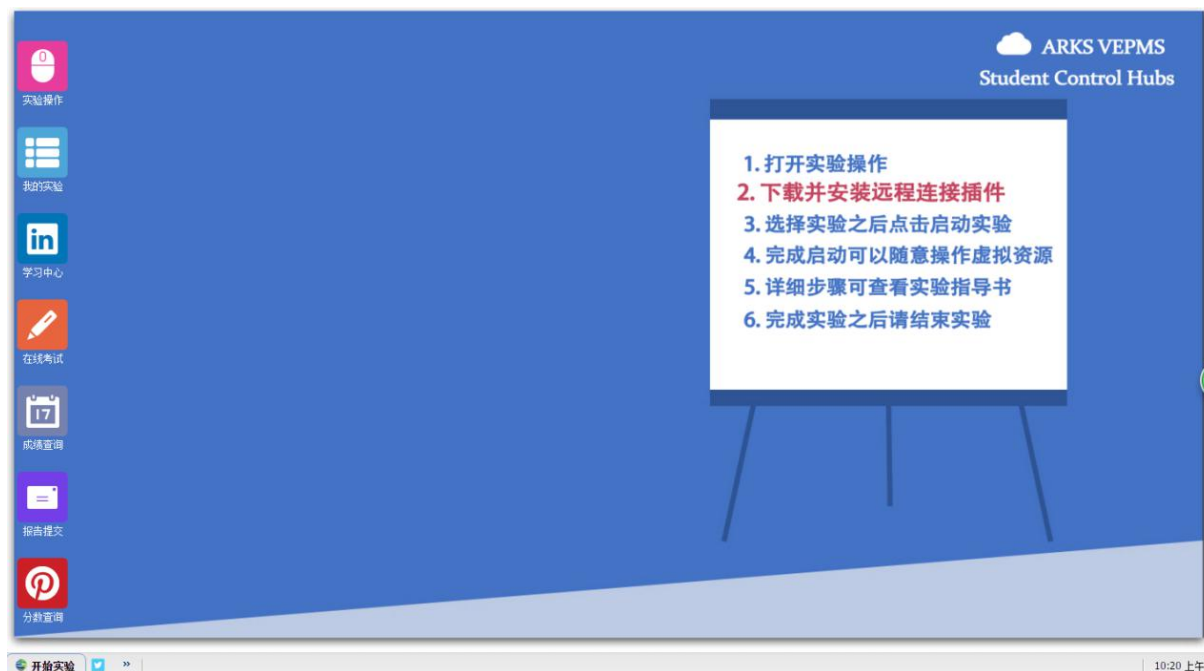 ARKS VEPMS
Student Control Hubs
实验操作
我的实验
in
学习中心
在线考试
17
成绩查询
报告提交
分数查询
1. 打开实验操作
2. 下载并安装远程连接插件
3. 选择实验之后点击启动实验
4. 完成启动可以随意操作虚拟资源
5. 详细步骤可查看实验指导书
6. 完成实验之后请结束实验
开始实验
»
10:20 上午